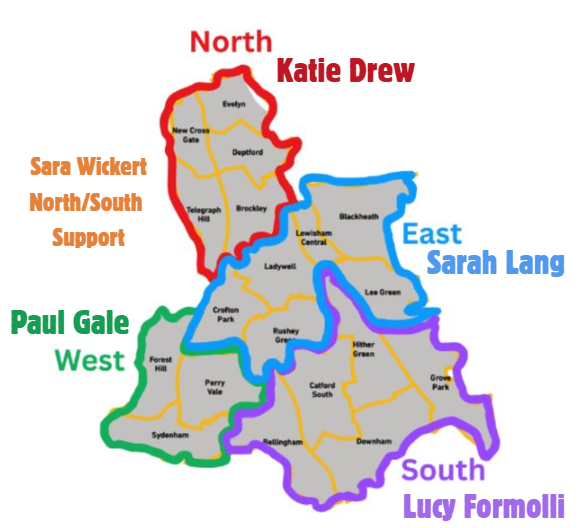 North
Katie Drew
Evelyn
New Cross
Gate
Deptford
Sara Wickert
North/South
Support
Telegraph
Hill
Brockley
Blackheath
Lewisham
Central
East
Sarah Lang
Ladywell
Lee Green
Crofton
Park
Paul Gale
West
Rushey
Green
Hither
Green
Forest
Hill
Perry
Vale
Catford
South
Grove
Park
Sydenham
Bellingham
Downham
South
Lucy Formolli